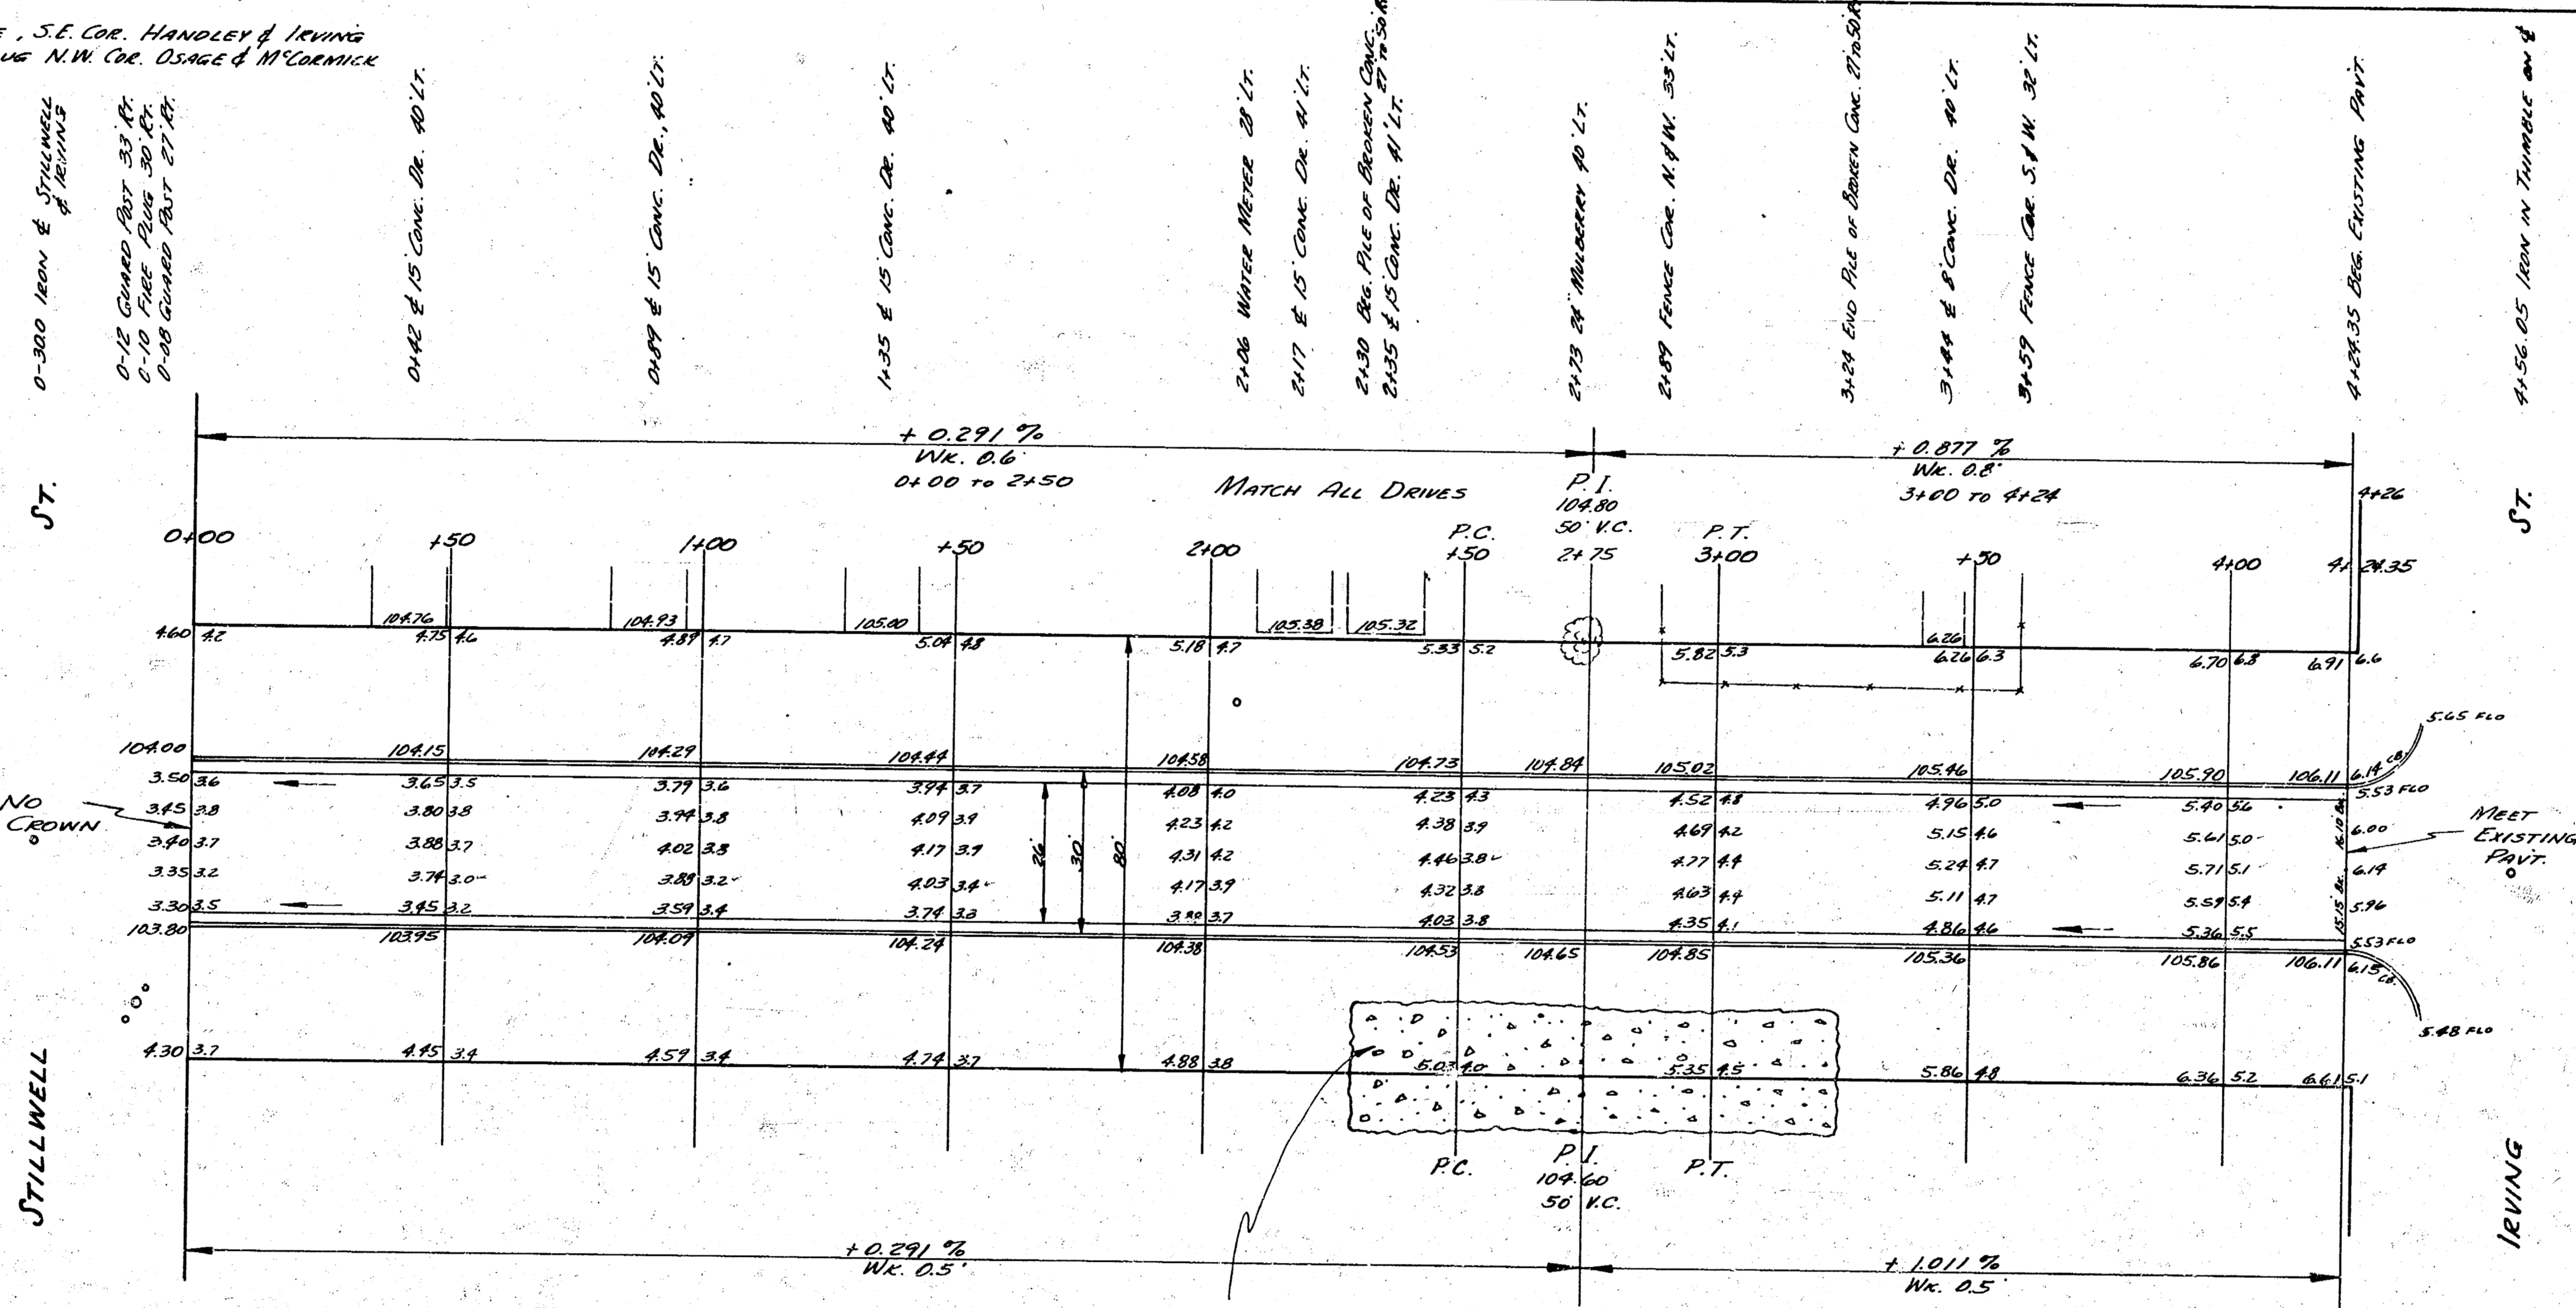 , S.E. COR. HANDLEY & IRVING
N.W. COR. OSAGE & McCORMICK
0-30.0 IRON ℄ STILLWELL
℄ IRVING
0-12 GUARD POST 33' RT.
0-10 FIRE PLUG 30' RT.
0-08 GUARD POST 27' RT.
0+42 ℄ 15' CONC. DR. 40' LT.
0+89 ℄ 15' CONC. DR., 40' LT.
1+35 ℄ 15' CONC. DR. 40' LT.
2+06 WATER METER 28' LT.
2+17 ℄ 15' CONC. DR. 41' LT.
2+30 BEG. PILE OF BROKEN CONC. 27' TO 50' R
2+35 ℄ 15' CONC. DR. 41' LT.
2+73 24" MULBERRY 40' LT.
2+89 FENCE COR. N.&W. 33' LT.
3+24 END PILE OF BROKEN CONC. 27' TO 50' R
3+44 ℄ 8' CONC. DR. 40' LT.
3+59 FENCE COR. S.&W. 32' LT.
4+24.35 BEG. EXISTING PAVT.
4+56.05 IRON IN THIMBLE ON ℄
+0.291 %
WK. 0.6'
0+00 TO 2+50
MATCH ALL DRIVES
+0.877 %
WK. 0.8'
3+00 TO 4+24
P.I.
104.80
50' V.C.
2+75
P.C.
+50
P.T.
3+00
ST.
ST.
4+26
0+00 +50 1+00 +50 2+00 +50 4+00 4+24.35
104.76 104.93 105.00 105.38 105.32 6.26
4.60 4.2 4.75 4.6 4.89 4.7 5.04 4.8 5.18 4.7 5.33 5.2 5.82 5.3 6.26 6.3 6.70 6.8 6.91 6.6
5.65 FLO
104.00 104.15 104.29 104.44 104.58 104.73 104.84 105.02 105.46 105.90 106.11 6.14 CB.
3.50 3.6 3.65 3.5 3.79 3.6 3.94 3.7 4.08 4.0 4.23 4.3 4.52 4.8 4.96 5.0 5.40 5.6 5.53 FLO
3.45 3.8 3.80 3.8 3.94 3.8 4.09 3.9 4.23 4.2 4.38 3.9 4.69 4.2 5.15 4.6 5.61 5.0 6.00
3.40 3.7 3.88 3.7 4.02 3.8 4.17 3.9 4.31 4.2 4.46 3.8 4.77 4.4 5.24 4.7 5.71 5.1 6.14
3.35 3.2 3.74 3.0 3.88 3.2 4.03 3.4 4.17 3.9 4.32 3.8 4.63 4.4 5.11 4.7 5.59 5.4 5.96
3.30 3.5 3.45 3.2 3.59 3.4 3.74 3.3 3.7 4.03 3.8 4.35 4.1 4.86 4.6 5.36 5.5 5.53 FLO
103.80 103.95 104.09 104.24 104.38 104.53 104.65 104.85 105.36 105.86 106.11 6.15 CB.
NO
CROWN
26'
30'
80'
16.10
15.15
MEET
EXISTING
PAVT.
5.48 FLO
4.30 3.7 4.45 3.4 4.59 3.4 4.74 3.7 4.88 3.8 5.03 4.0 5.35 4.5 5.86 4.8 6.36 5.2 6.61 5.1
P.C.
P.I.
104.60
50' V.C.
P.T.
STILLWELL
IRVING
+0.291 %
WK. 0.5'
+1.011 %
WK. 0.5'